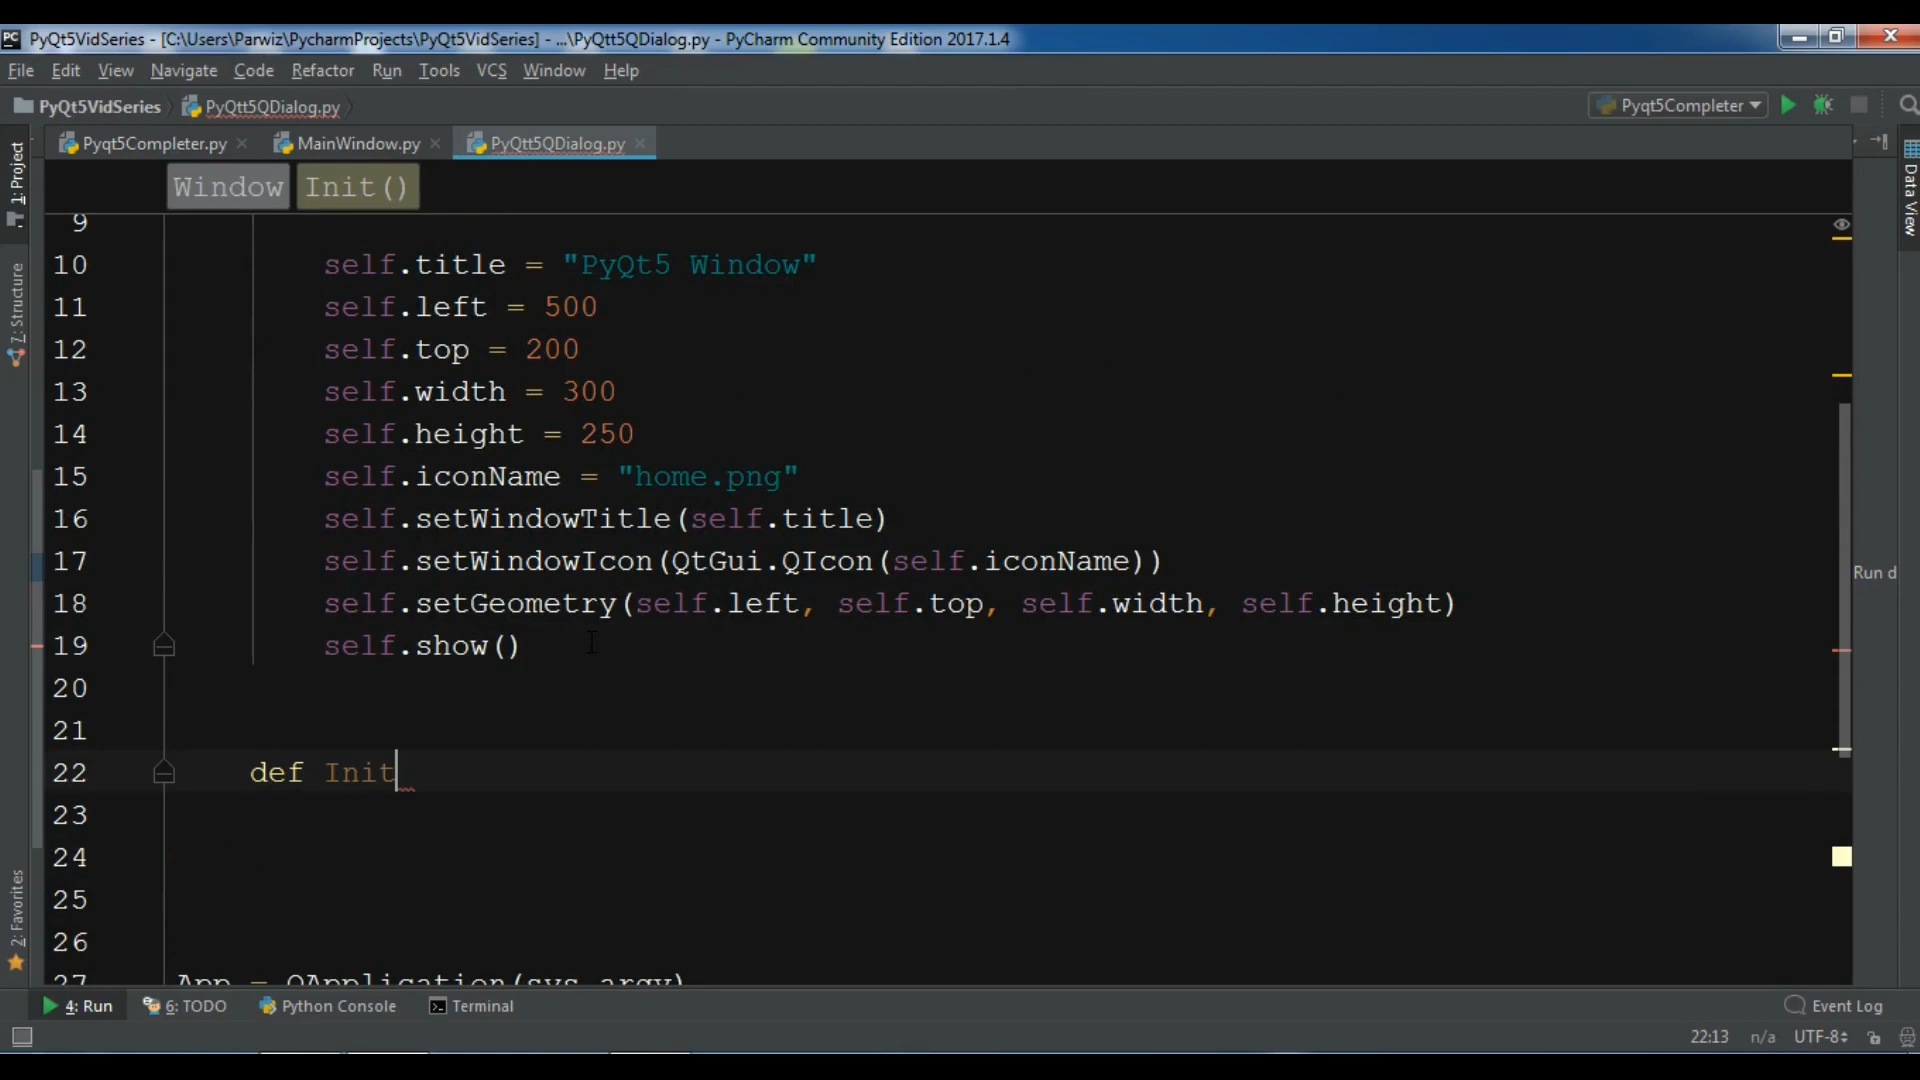 PyQt5VidSeries - [C:\Users\Parwiz\PycharmProjects\PyQt5VidSeries] - ...\PyQtt5QDialog.py - PyCharm Community Edition 2017.1.4
File Edit View Navigate Code Refactor Run Tools VCS Window Help
PyQt5VidSeries PyQtt5QDialog.py Pyqt5Completer
Pyqt5Completer.py MainWindow.py PyQtt5QDialog.py
1: Project
7: Structure
2: Favorites
Data View
Window Init()
9
10 self.title = "PyQt5 Window"
11 self.left = 500
12 self.top = 200
13 self.width = 300
14 self.height = 250
15 self.iconName = "home.png"
16 self.setWindowTitle(self.title)
17 self.setWindowIcon(QtGui.QIcon(self.iconName))
18 self.setGeometry(self.left, self.top, self.width, self.height)
19 self.show()
20
21
22 def Init
23
24
25
26
27 App = QApplication(sys.argv)
Run d
4: Run 6: TODO Python Console Terminal Event Log
22:13 n/a UTF-8